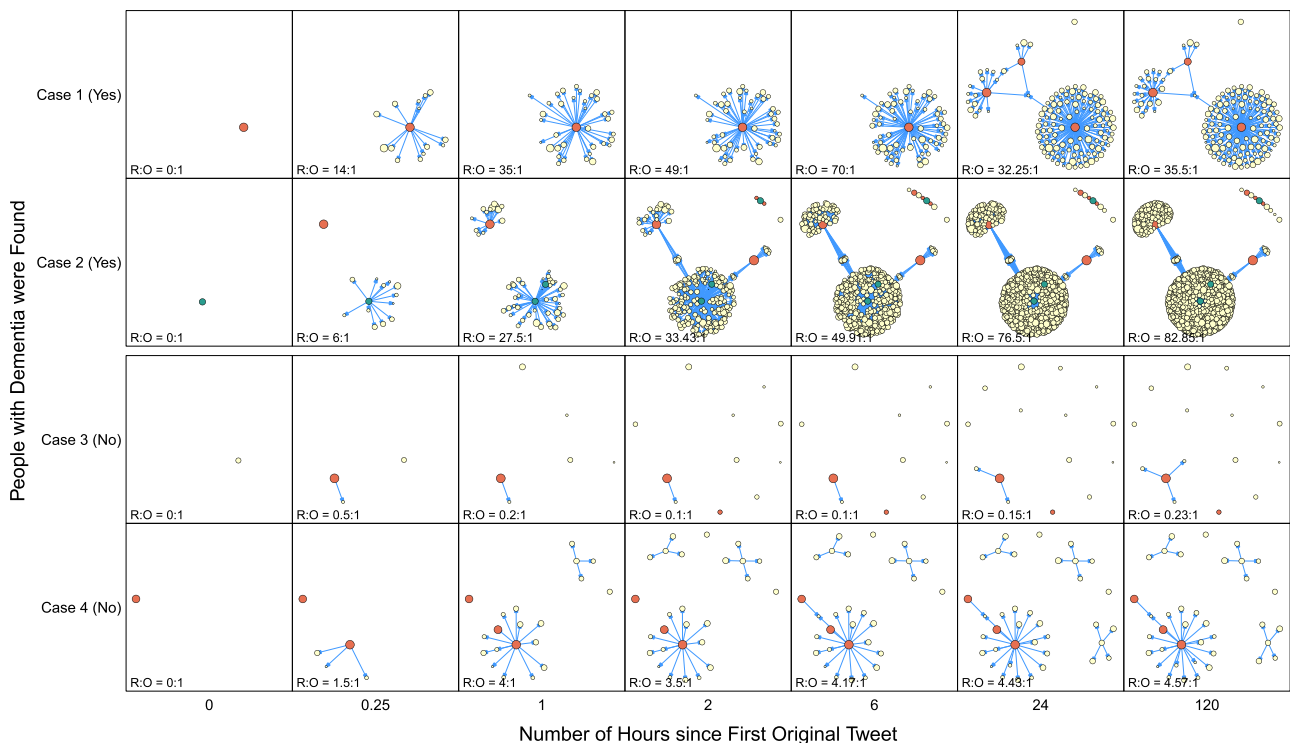 People with Dementia were Found
Case 1 (Yes)
R:O = 0:1
R:O = 14:1
R:O = 35:1
R:O = 49:1
R:O = 70:1
R:O = 32.25:1
R:O = 35.5:1
Case 2 (Yes)
R:O = 0:1
R:O = 6:1
R:O = 27.5:1
R:O = 33.43:1
R:O = 49.91:1
R:O = 76.5:1
R:O = 82.85:1
Case 3 (No)
R:O = 0:1
R:O = 0.5:1
R:O = 0.2:1
R:O = 0.1:1
R:O = 0.1:1
R:O = 0.15:1
R:O = 0.23:1
Case 4 (No)
R:O = 0:1
R:O = 1.5:1
R:O = 4:1
R:O = 3.5:1
R:O = 4.17:1
R:O = 4.43:1
R:O = 4.57:1
0
0.25
1
2
6
24
120
Number of Hours since First Original Tweet